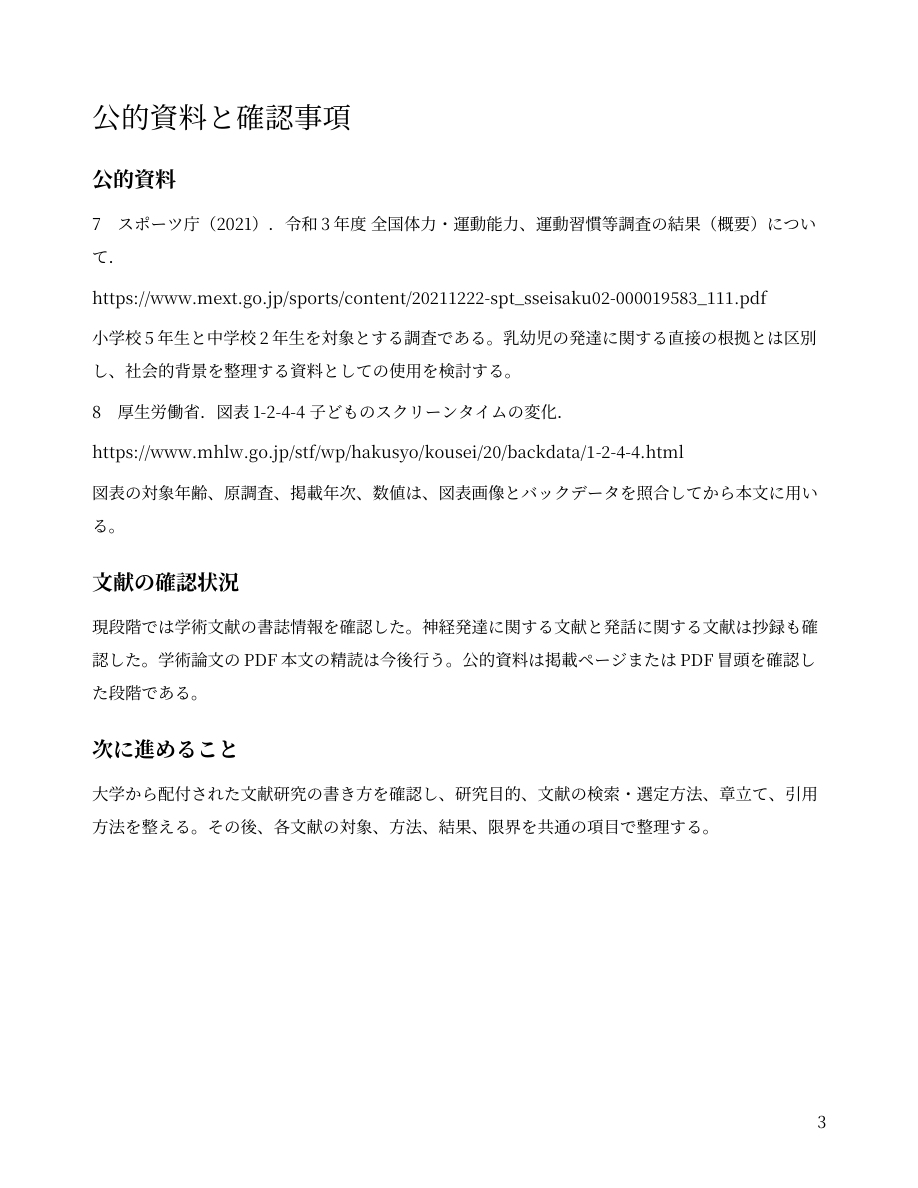 公的資料と確認事項
公的資料
7　スポーツ庁（2021）．令和 3 年度 全国体力・運動能力、運動習慣等調査の結果（概要）につい
て．
https://www.mext.go.jp/sports/content/20211222-spt_sseisaku02-000019583_111.pdf
小学校 5 年生と中学校 2 年生を対象とする調査である。乳幼児の発達に関する直接の根拠とは区別
し、社会的背景を整理する資料としての使用を検討する。
8　厚生労働省．図表 1-2-4-4 子どものスクリーンタイムの変化．
https://www.mhlw.go.jp/stf/wp/hakusyo/kousei/20/backdata/1-2-4-4.html
図表の対象年齢、原調査、掲載年次、数値は、図表画像とバックデータを照合してから本文に用い
る。
文献の確認状況
現段階では学術文献の書誌情報を確認した。神経発達に関する文献と発話に関する文献は抄録も確
認した。学術論文の PDF 本文の精読は今後行う。公的資料は掲載ページまたは PDF 冒頭を確認し
た段階である。
次に進めること
大学から配付された文献研究の書き方を確認し、研究目的、文献の検索・選定方法、章立て、引用
方法を整える。その後、各文献の対象、方法、結果、限界を共通の項目で整理する。
3